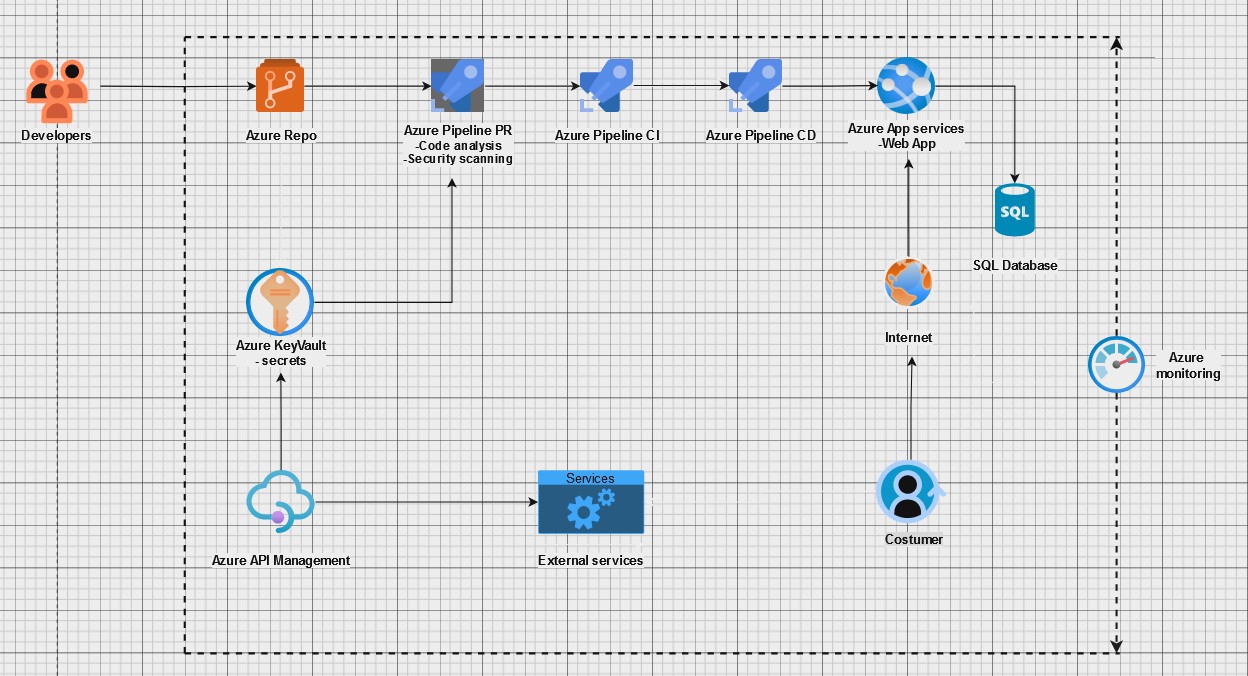 Developers
Azure Repo
Azure Pipeline PR
-Code analysis
-Security scanning
Azure Pipeline CI
Azure Pipeline CD
Azure App services
-Web App
SQL
SQL Database
Azure KeyVault
- secrets
Internet
Azure
monitoring
Services
Azure API Management
External services
Costumer